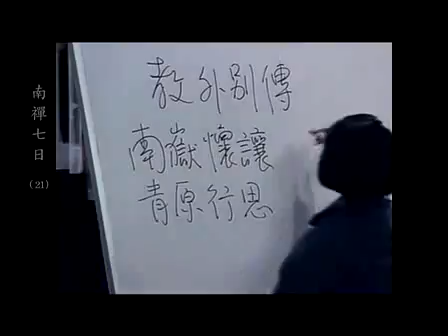 教外別傳
南嶽懷讓
青原行思
南禪七日
(21)